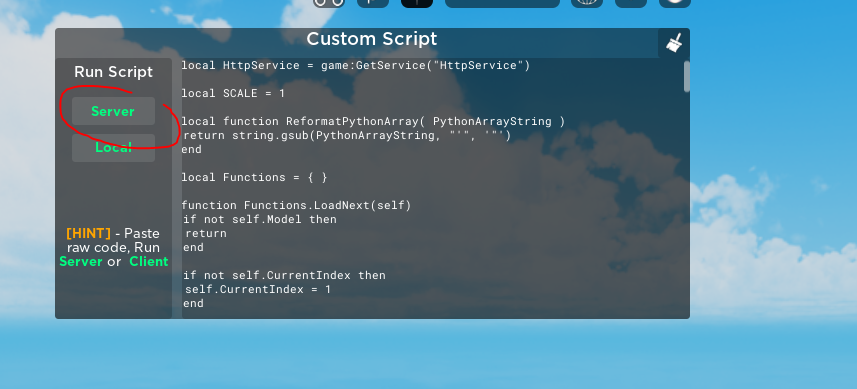 Custom Script
Run Script
Server
Local
[HINT] - Paste
raw code, Run
Server or Client
local HttpService = game:GetService("HttpService")
local SCALE = 1
local function ReformatPythonArray( PythonArrayString )
return string.gsub(PythonArrayString, "'", '"')
end
local Functions = { }
function Functions.LoadNext(self)
if not self.Model then
return
end
if not self.CurrentIndex then
self.CurrentIndex = 1
end